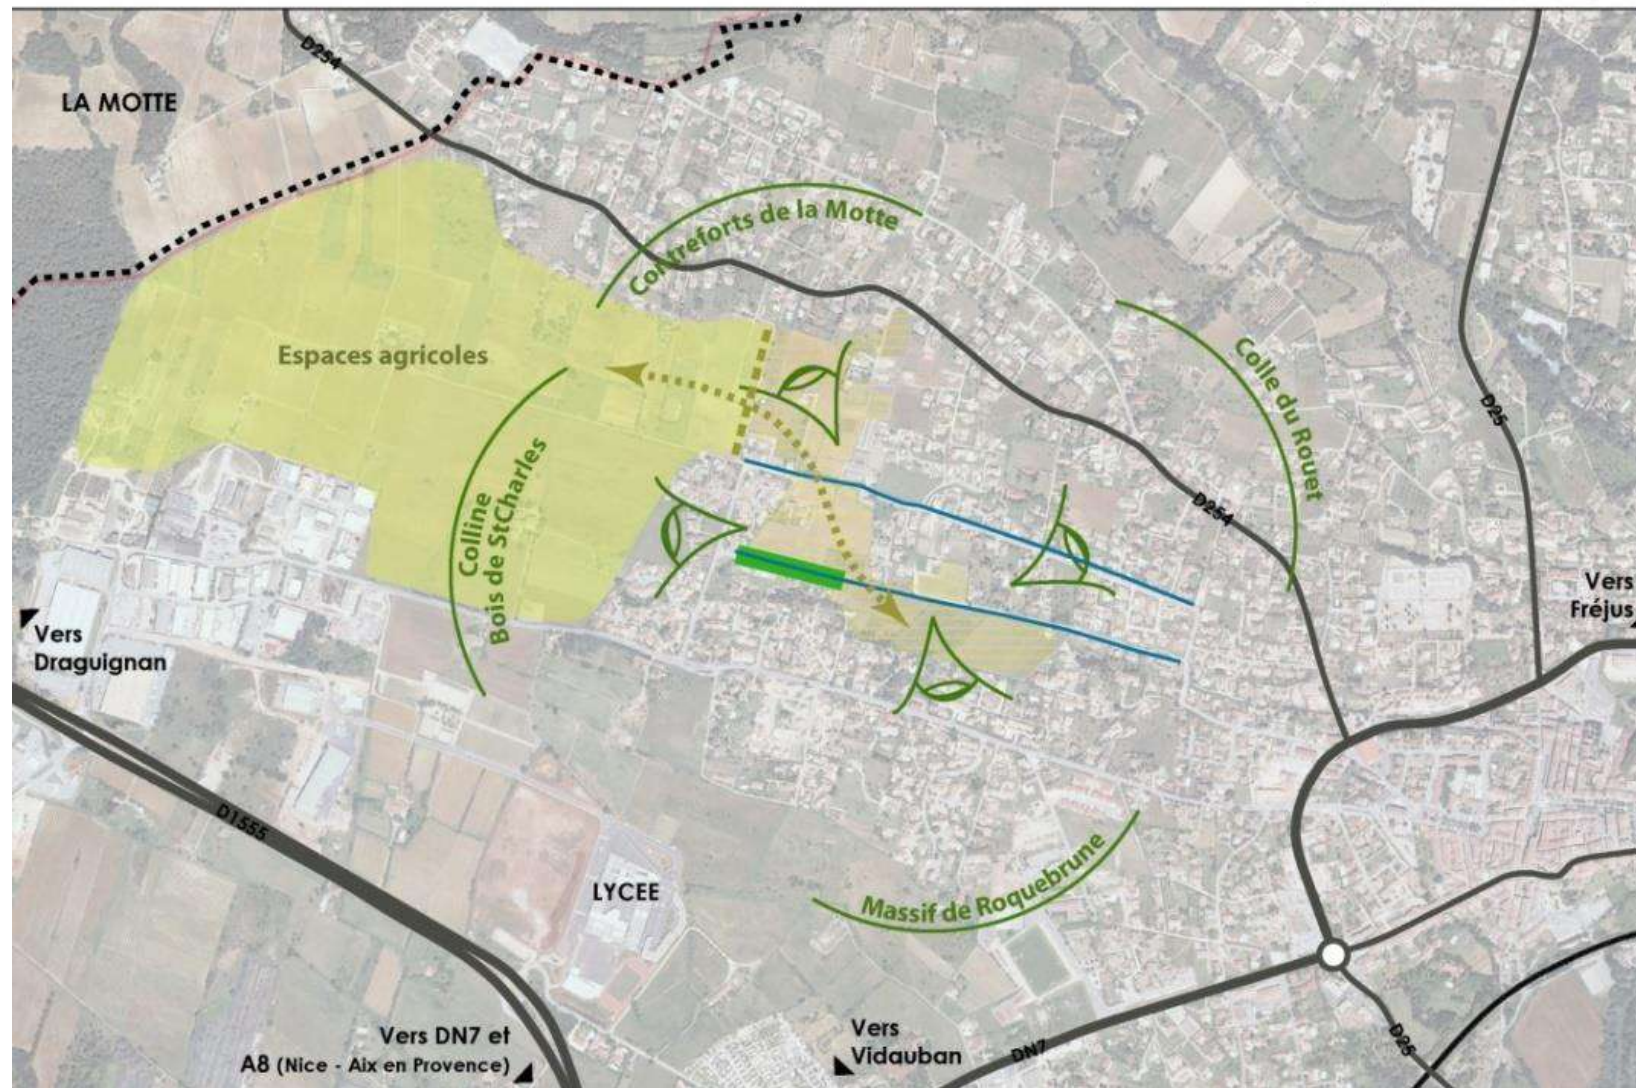 D254
LA MOTTE
Contreforts de la Motte
Colle du Rouet
Espaces agricoles
D25
Colline
Bois de StCharles
D254
Vers
Fréjus
Vers
Draguignan
D1555
LYCEE
Massif de Roquebrune
Vers DN7 et
A8 (Nice - Aix en Provence)
Vers
Vidauban
DN7
D25